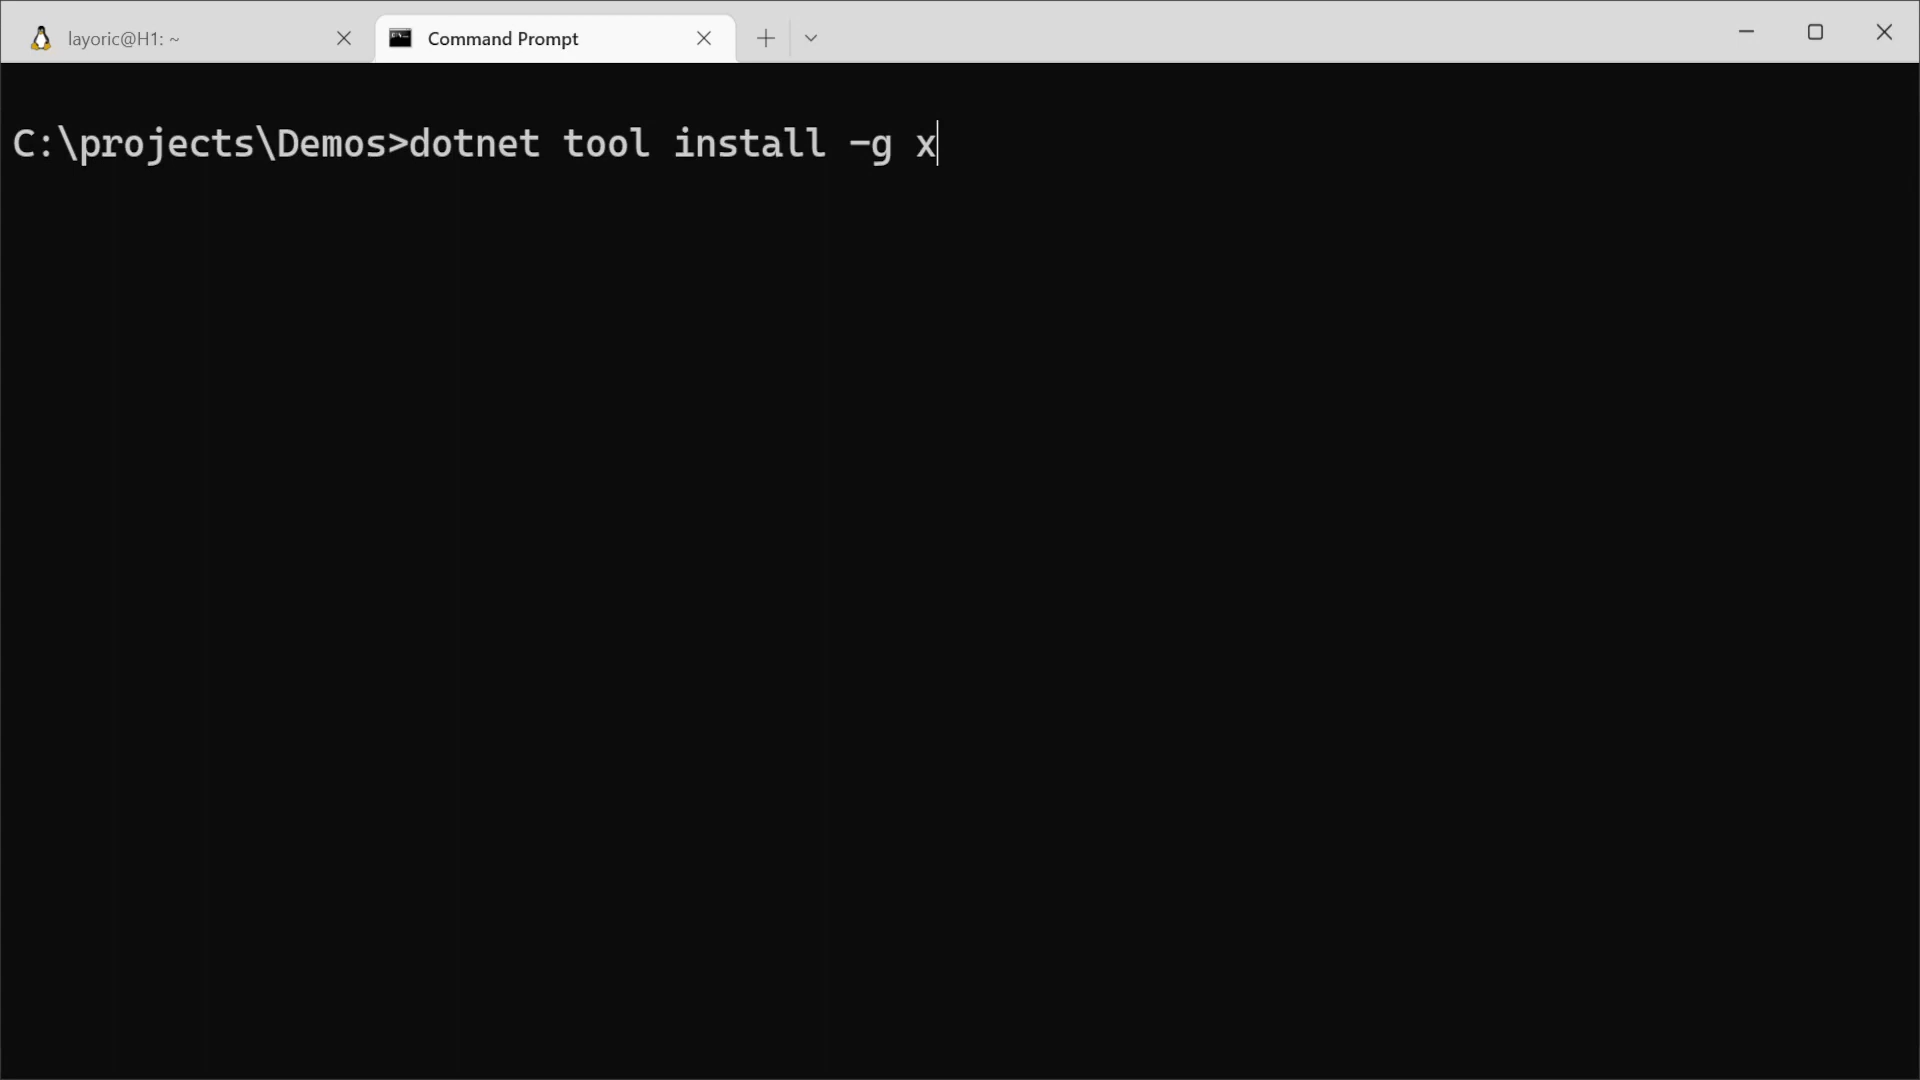 layoric@H1: ~
Command Prompt
C:\projects\Demos>dotnet tool install -g x